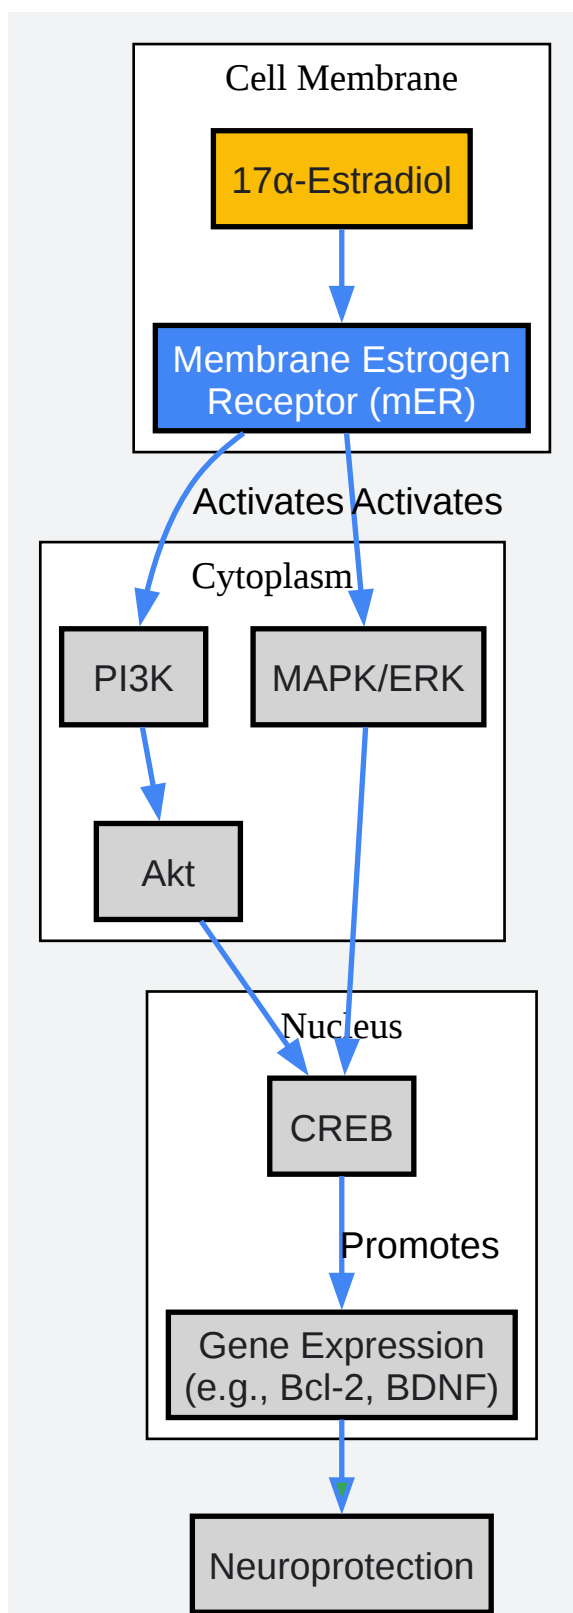 Cell Membrane
17α-Estradiol
Membrane Estrogen
Receptor (mER)
Activates Activates
Cytoplasm
PI3K
MAPK/ERK
Akt
Nucleus
CREB
Promotes
Gene Expression
(e.g., Bcl-2, BDNF)
Neuroprotection